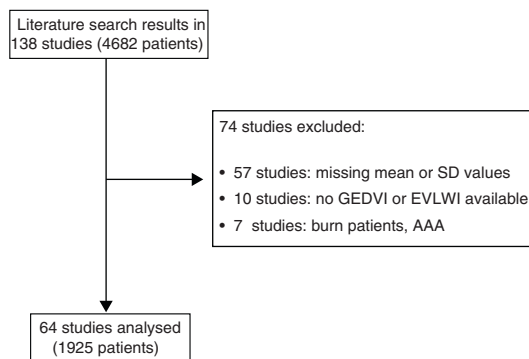 Literature search results in
138 studies (4682 patients)
74 studies excluded:
• 57 studies: missing mean or SD values
• 10 studies: no GEDVI or EVLWI available
• 7 studies: burn patients, AAA
64 studies analysed
(1925 patients)